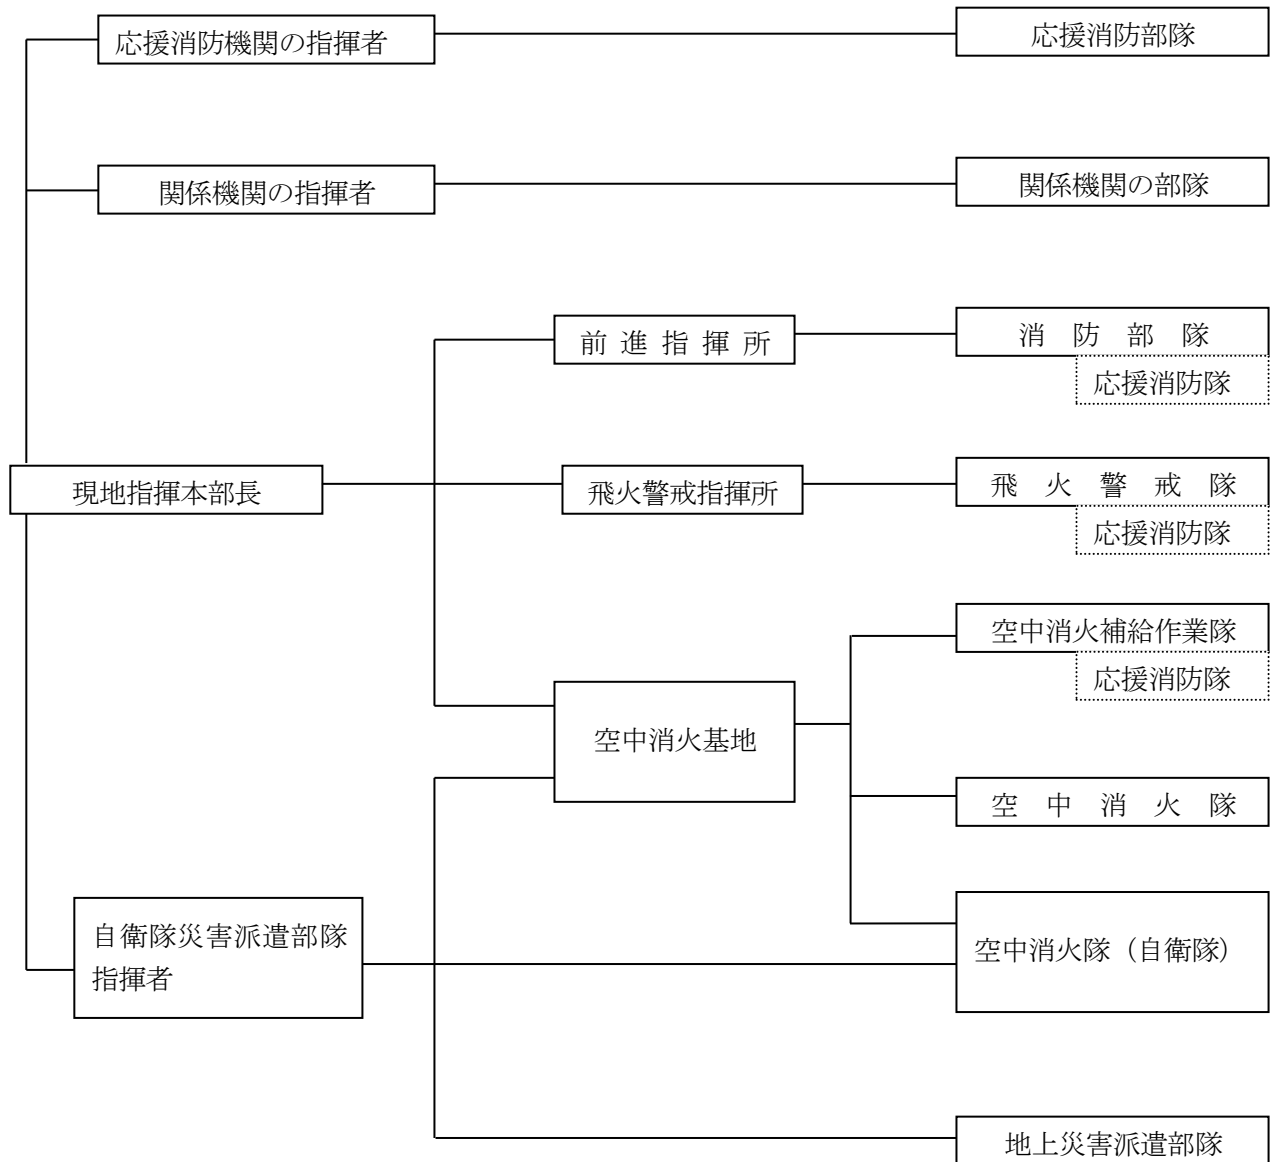 応援消防機関の指揮者
応援消防部隊
関係機関の指揮者
関係機関の部隊
前進指揮所
消防部隊
応援消防隊
現地指揮本部長
飛火警戒指揮所
飛火警戒隊
応援消防隊
空中消火補給作業隊
応援消防隊
空中消火基地
空中消火隊
自衛隊災害派遣部隊
指揮者
空中消火隊（自衛隊）
地上災害派遣部隊